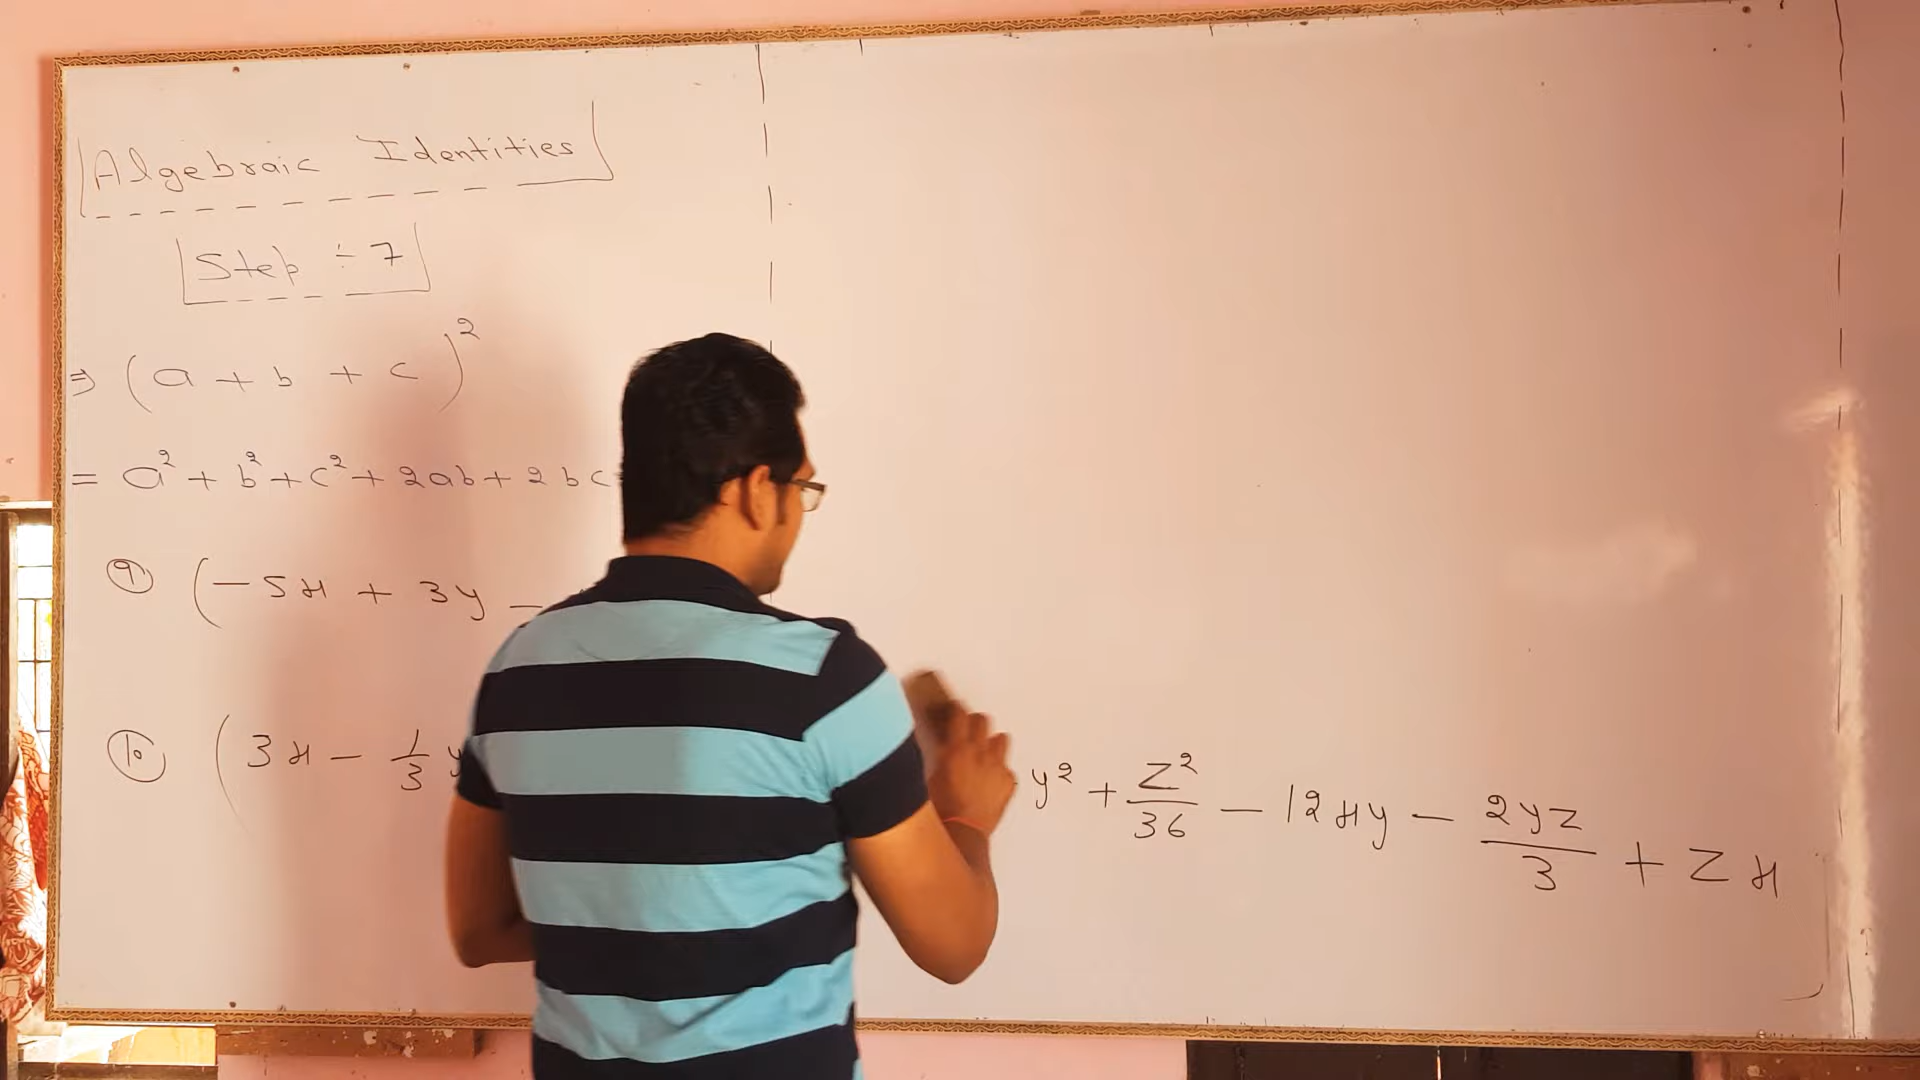 Algebraic Identities
Step ÷ 7
⇒ (a + b + c)²
= a² + b² + c² + 2ab + 2bc
⑨ (-5x + 3y -
⑩ (3x - 1/3 y
y² + z²/36 - 12xy - 2yz/3 + zx